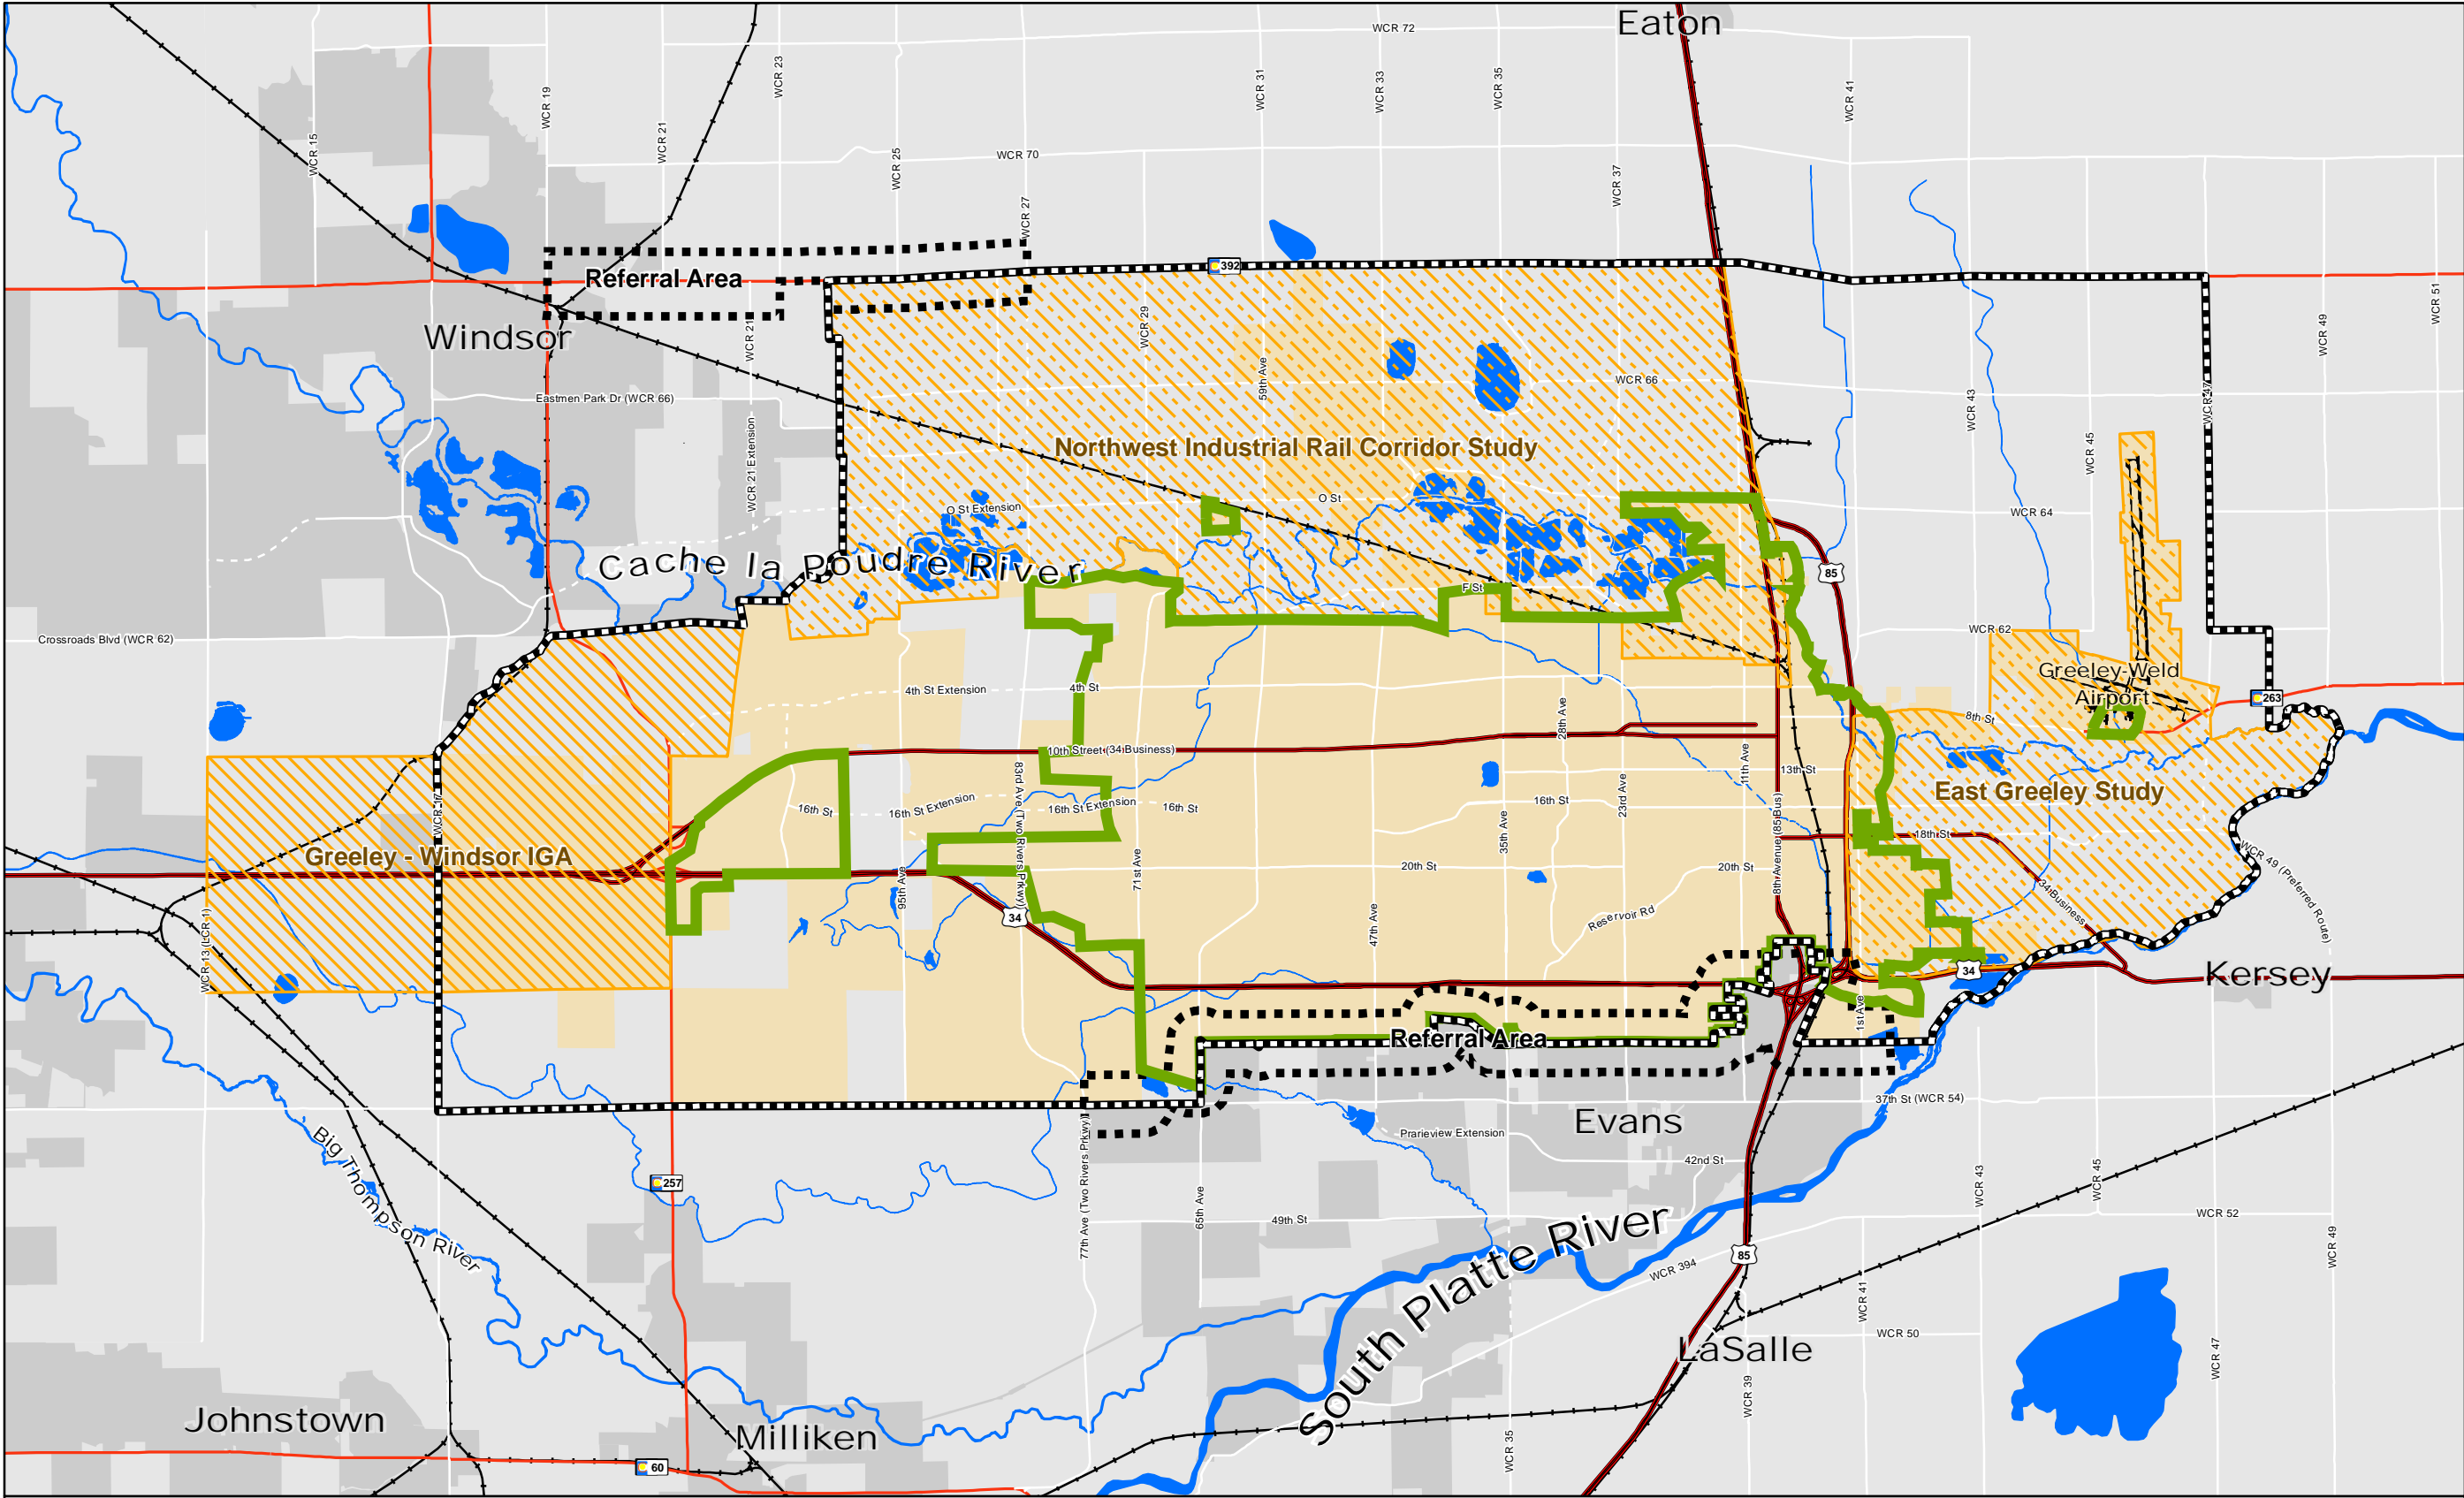 Eaton
WCR 72
WCR 23
WCR 31
WCR 33
WCR 35
WCR 19
WCR 21
WCR 41
WCR 15
WCR 25
WCR 70
WCR 37
WCR 27
Referral Area
392
WCR 51
WCR 49
Windsor
WCR 21
WCR 29
59th Ave
WCR 66
Eastmen Park Dr (WCR 66)
WCR 43
WCR 47
Northwest Industrial Rail Corridor Study
WCR 45
WCR 21 Extension
O St
O St Extension
WCR 64
Cache la Poudre River
85
F St
Crossroads Blvd (WCR 62)
WCR 62
Greeley-Weld
Airport
4th St Extension
4th St
263
8th St
28th Ave
10th Street (34 Business)
11th Ave
13th St
83rd Ave (Two Rivers Prkwy)
East Greeley Study
WCR 17
16th St
16th St Extension
16th St Extension
16th St
16th St
23rd Ave
8th Avenue (85 Bus)
35th Ave
18th St
Greeley - Windsor IGA
71st Ave
20th St
20th St
WCR 49 (Preferred Route)
95th Ave
34 Business
34
47th Ave
Reservoir Rd
WCR 13 (LCR 1)
34
Kersey
1st Ave
Referral Area
37th St (WCR 54)
Evans
Big Thompson River
Prarieview Extension
77th Ave (Two Rivers Prkwy)
42nd St
257
65th Ave
WCR 43
WCR 45
49th St
WCR 52
South Platte River
85
WCR 49
WCR 394
WCR 41
WCR 50
LaSalle
WCR 47
WCR 39
Johnstown
Milliken
WCR 35
60